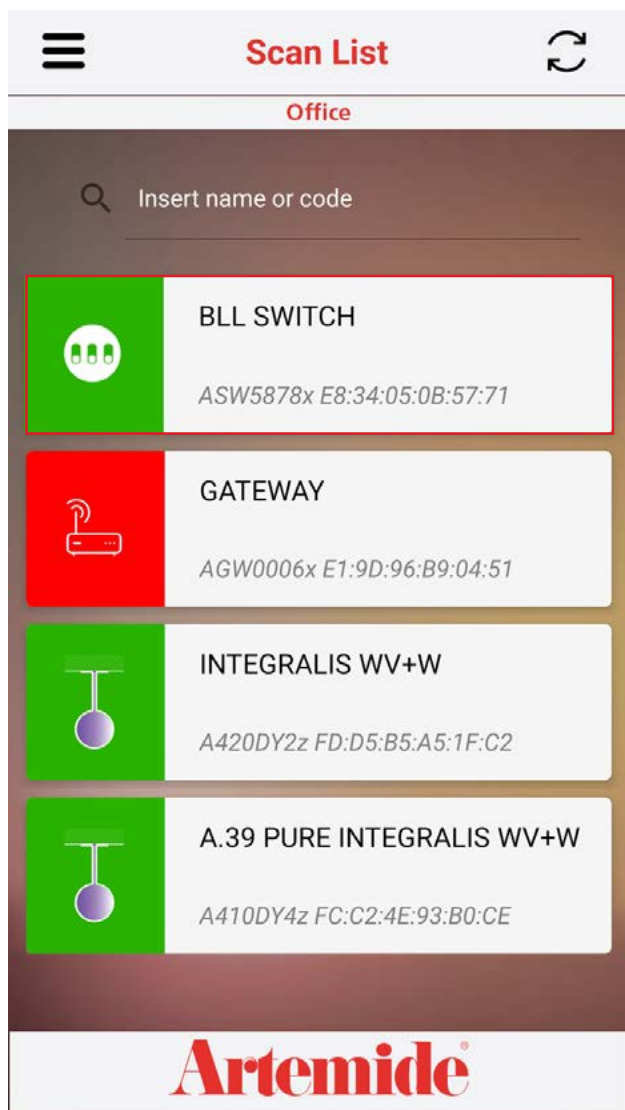 Scan List
Office
Insert name or code
BLL SWITCH
ASW5878x E8:34:05:0B:57:71
GATEWAY
AGW0006x E1:9D:96:B9:04:51
INTEGRALIS WV+W
A420DY2z FD:D5:B5:A5:1F:C2
A.39 PURE INTEGRALIS WV+W
A410DY4z FC:C2:4E:93:B0:CE
Artemide®